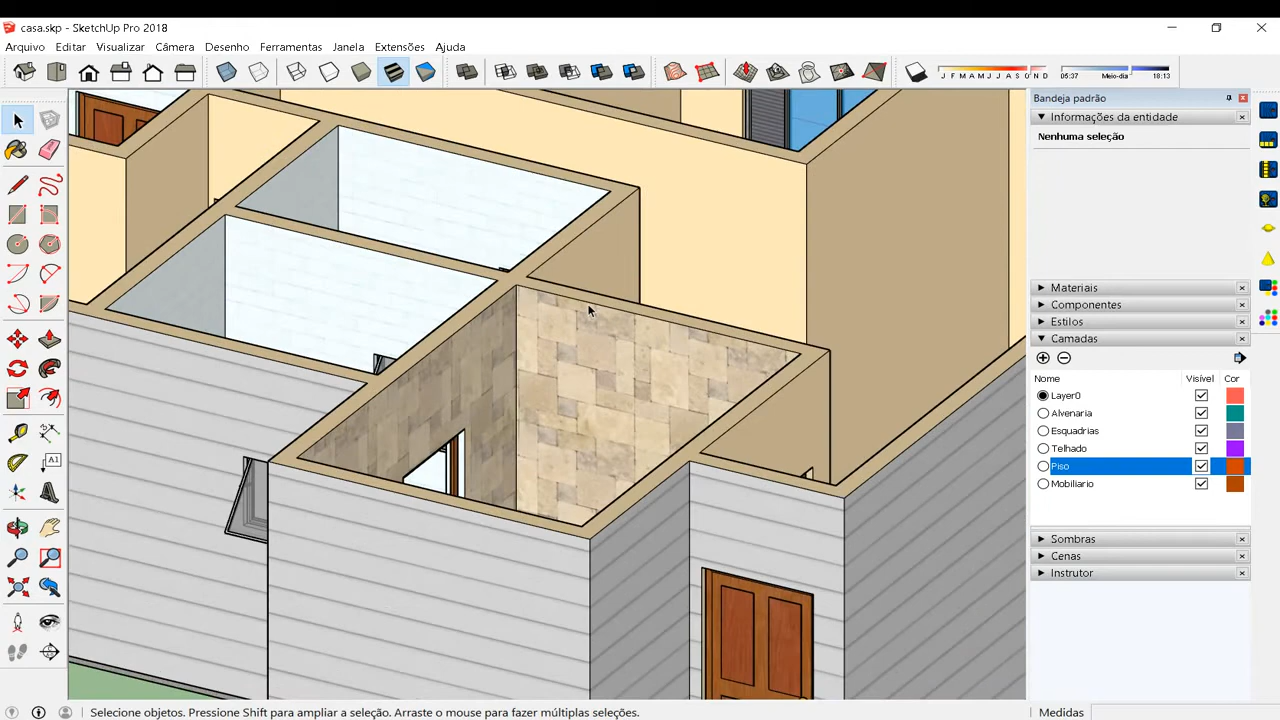 casa.skp - SketchUp Pro 2018
Arquivo Editar Visualizar Câmera Desenho Ferramentas Janela Extensões Ajuda
J F M A M J J A S O N D
05:37 Meio-dia 18:13
Bandeja padrão
Informações da entidade
Nenhuma seleção
Materiais
Componentes
Estilos
Camadas
Nome Visível Cor
Layer0
Alvenaria
Esquadrias
Telhado
Piso
Mobiliario
Sombras
Cenas
Instrutor
A1
Selecione objetos. Pressione Shift para ampliar a seleção. Arraste o mouse para fazer múltiplas seleções.
Medidas